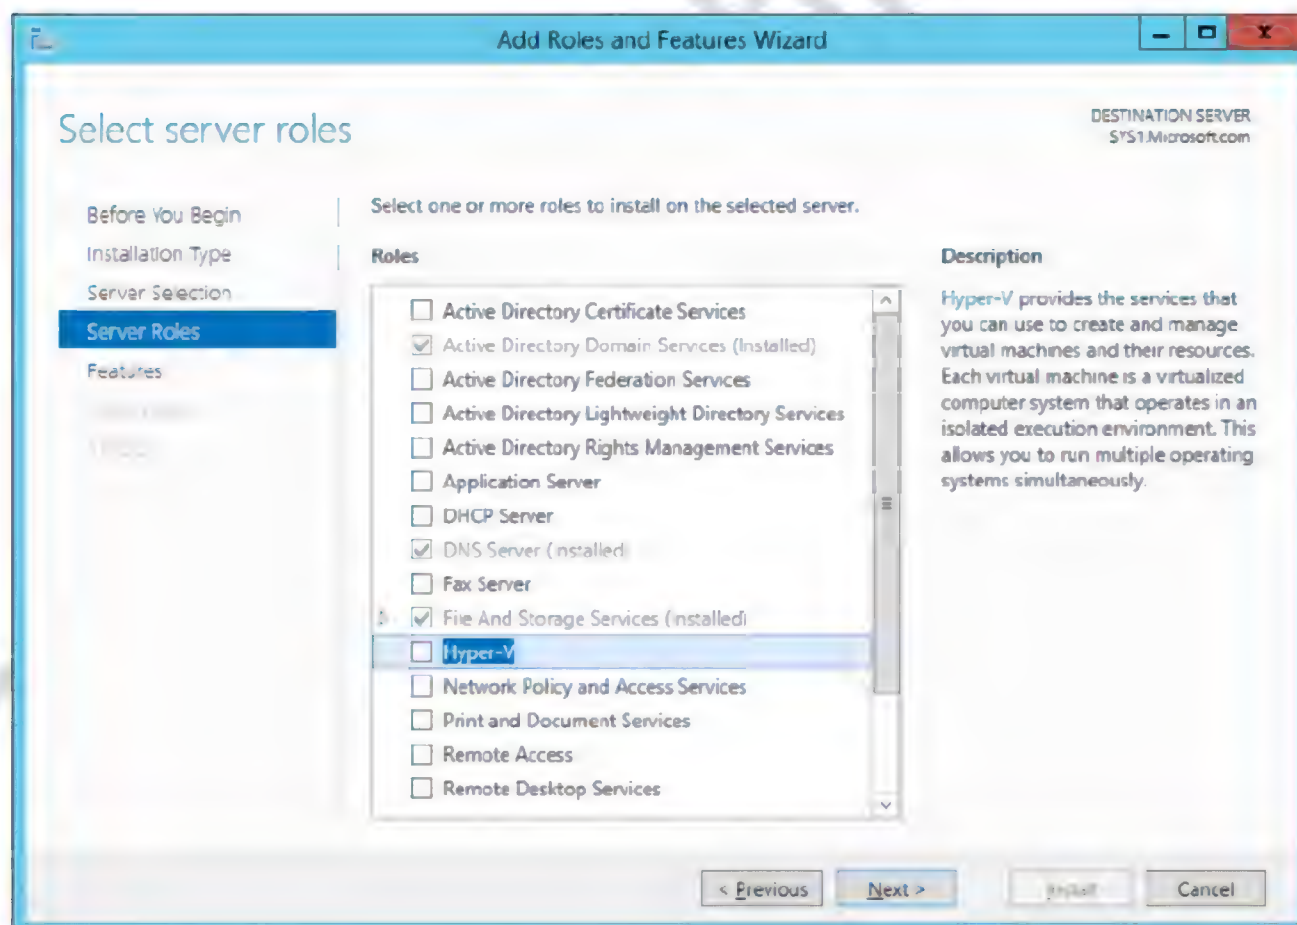 Add Roles and Features Wizard
Select server roles
DESTINATION SERVER
SYS1.Microsoft.com
Before You Begin
Installation Type
Server Selection
Server Roles
Features
Select one or more roles to install on the selected server.
Roles
Active Directory Certificate Services
Active Directory Domain Services (Installed)
Active Directory Federation Services
Active Directory Lightweight Directory Services
Active Directory Rights Management Services
Application Server
DHCP Server
DNS Server (Installed)
Fax Server
File And Storage Services (Installed)
Hyper-V
Network Policy and Access Services
Print and Document Services
Remote Access
Remote Desktop Services
Description
Hyper-V provides the services that
you can use to create and manage
virtual machines and their resources.
Each virtual machine is a virtualized
computer system that operates in an
isolated execution environment. This
allows you to run multiple operating
systems simultaneously.
< Previous
Next >
Install
Cancel